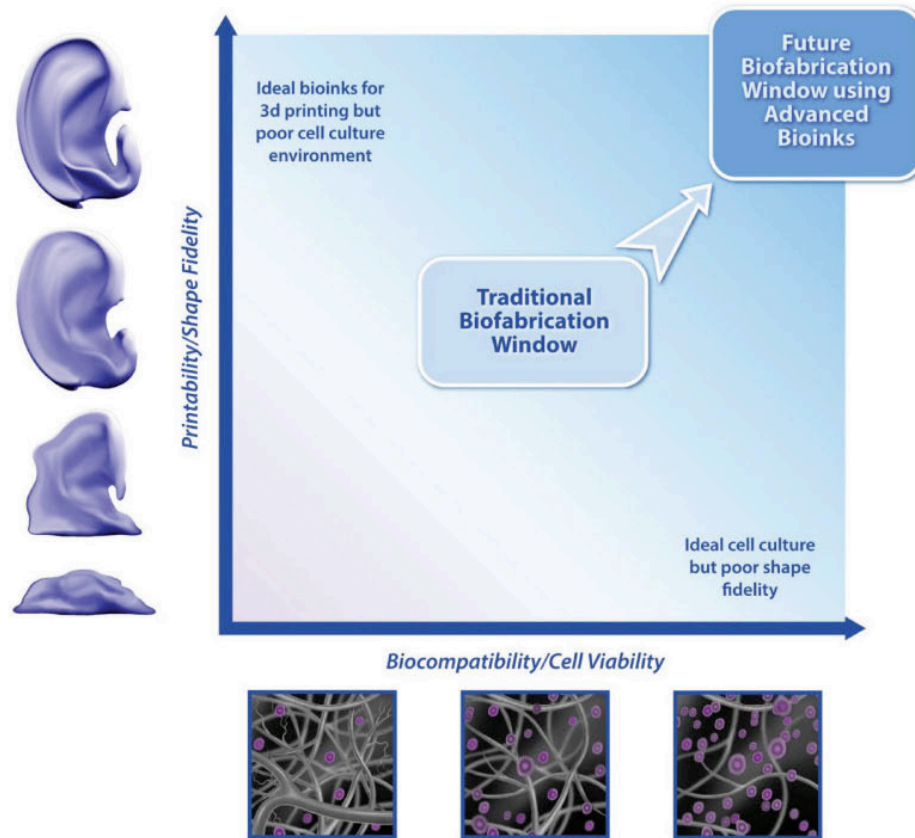 Ideal bioinks for
3d printing but
poor cell culture
environment
Future
Biofabrication
Window using
Advanced
Bioinks
Traditional
Biofabrication
Window
Printability/Shape Fidelity
Ideal cell culture
but poor shape
fidelity
Biocompatibility/Cell Viability